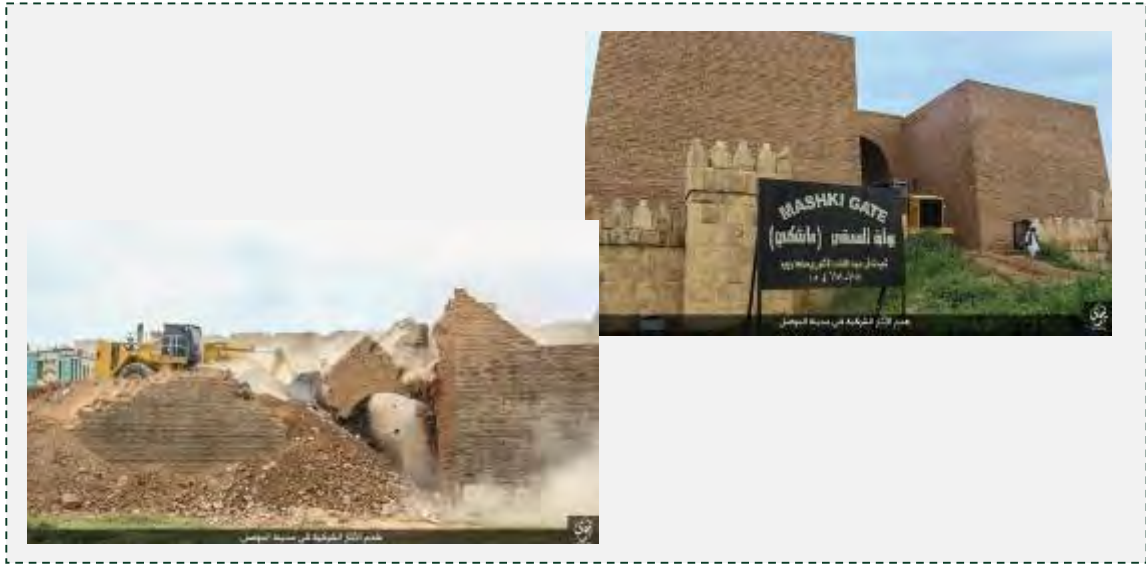 MASHKI GATE
بوابة المسقى (ماشكي)
هدم الآثار الشركية في مدينة الموصل
هدم الآثار الشركية في مدينة الموصل